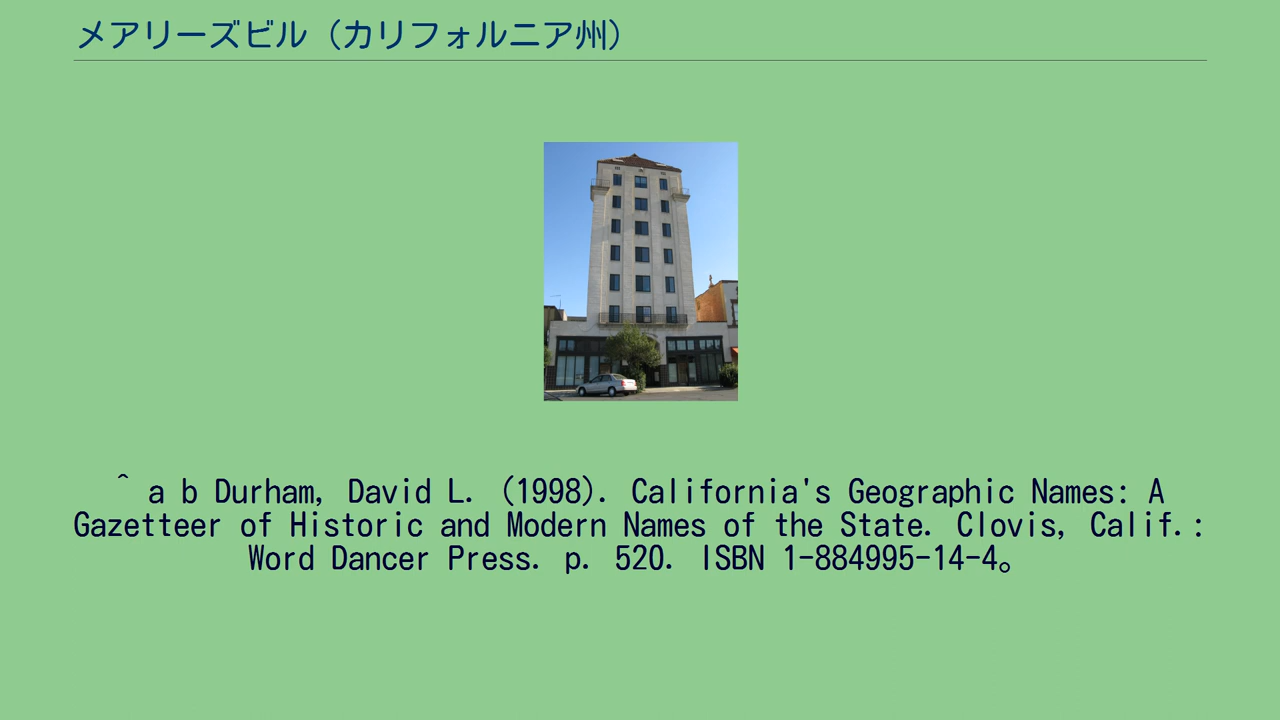 メアリーズビル（カリフォルニア州）
^ a b Durham, David L. (1998). California's Geographic Names: A
Gazetteer of Historic and Modern Names of the State. Clovis, Calif.:
Word Dancer Press. p. 520. ISBN 1-884995-14-4。